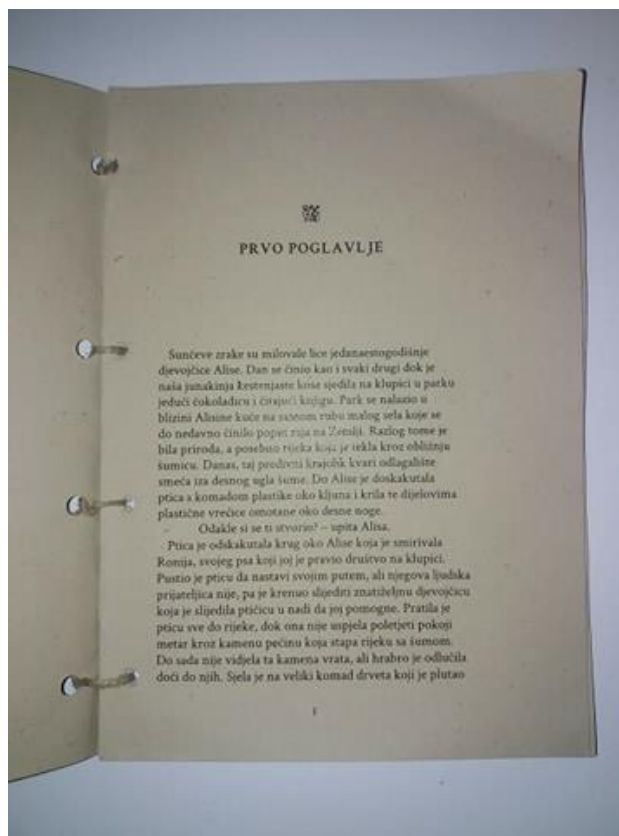 PRVO POGLAVLJE
Sunčeve zrake su milovale lice jedanaestogodišnje
djevojčice Alise. Dan se činio kao i svaki drugi dok je
naša junakinja kestenjaste kose sjedila na klupici u parku
jedući čokoladicu i čitajući knjigu. Park se nalazio u
blizini Alisine kuće na samom rubu malog sela koje se
do nedavno činilo poput raja na Zemlji. Razlog tome je
bila priroda, a posebno rijeka koja je tekla kroz obližnju
šumicu. Danas, taj predivni krajolik kvari odlagalište
smeća iza desnog ugla šume. Do Alise je doskakutala
ptica s komadom plastike oko kljuna i krila te dijelovima
plastične vrećice omotane oko desne noge.
– Odakle si se ti stvorio? – upita Alisa.
Ptica je odskakutala krug oko Alise koja je smirivala
Romija, svojeg psa koji joj je pravio društvo na klupici.
Pustio je pticu da nastavi svojim putem, ali njegova ljudska
prijateljica nije, pa je krenuo slijediti znatiželjnu djevojčicu
koja je slijedila ptičicu u nadi da joj pomogne. Pratila je
pticu sve do rijeke, dok ona nije uspjela poletjeti pokoji
metar kroz kamenu pećinu koja stapa rijeku sa šumom.
Do sada nije vidjela ta kamena vrata, ali hrabro je odlučila
doći do njih. Sjela je na veliki komad drveta koji je plutao
1